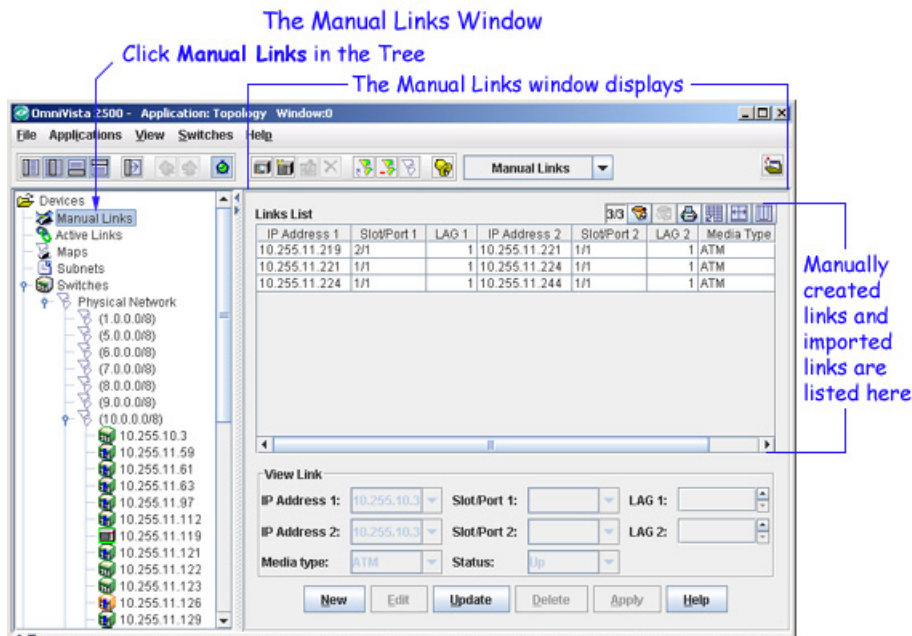 The Manual Links Window
Click Manual Links in the Tree
The Manual Links window displays
OmniVista 2500 - Application: Topology Window:0
File Applications View Switches Help
Manual Links
Devices
Manual Links
Active Links
Maps
Subnets
Switches
Physical Network
(1.0.0.0/8)
(5.0.0.0/8)
(6.0.0.0/8)
(7.0.0.0/8)
(8.0.0.0/8)
(9.0.0.0/8)
(10.0.0.0/8)
10.255.10.3
10.255.11.59
10.255.11.61
10.255.11.63
10.255.11.97
10.255.11.112
10.255.11.119
10.255.11.121
10.255.11.122
10.255.11.123
10.255.11.126
10.255.11.129
Links List 3/3
IP Address 1 Slot/Port 1 LAG 1 IP Address 2 Slot/Port 2 LAG 2 Media Type
10.255.11.219 2/1 1 10.255.11.221 1/1 1 ATM
10.255.11.221 1/1 1 10.255.11.224 1/1 1 ATM
10.255.11.224 1/1 1 10.255.11.244 1/1 1 ATM
Manually
created
links and
imported
links are
listed here
View Link
IP Address 1: 10.255.10.3 Slot/Port 1: LAG 1:
IP Address 2: 10.255.10.3 Slot/Port 2: LAG 2:
Media type: ATM Status: Up
New Edit Update Delete Apply Help